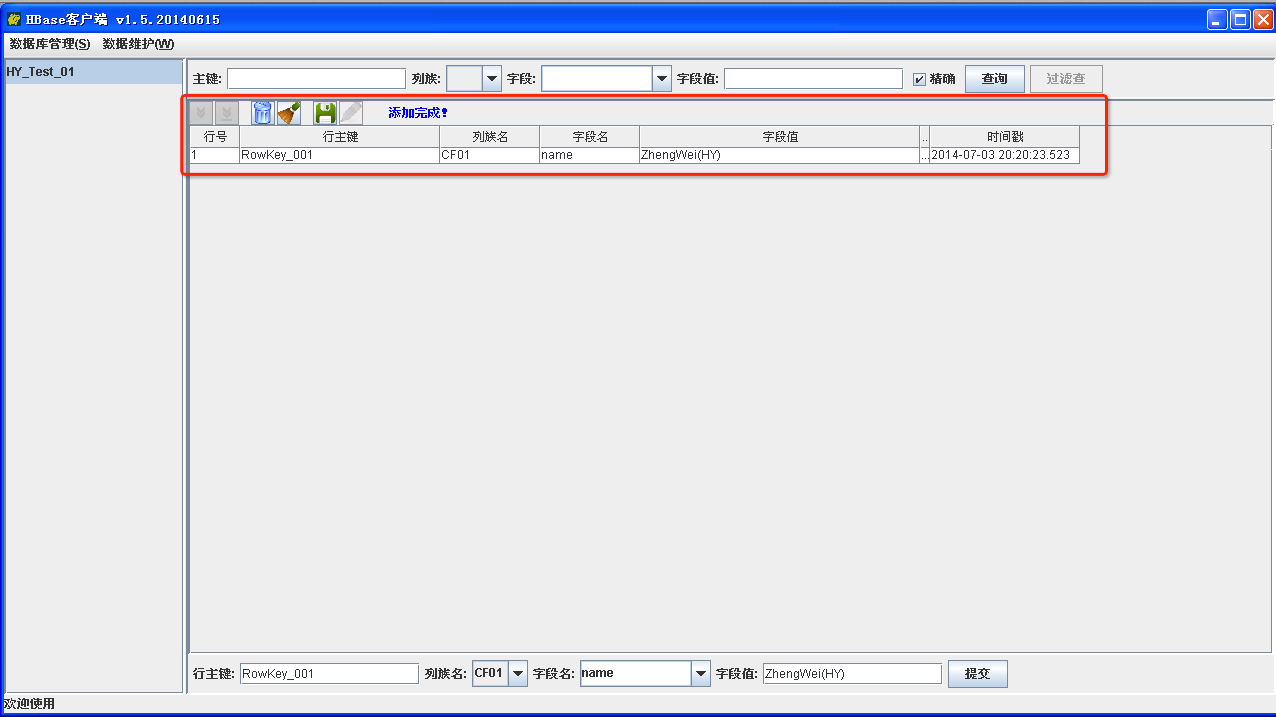 HBase客户端 v1.5.20140615
数据库管理(S) 数据维护(W)
HY_Test_01
主键: 列族: 字段: 字段值: 精确 查询 过滤查
添加完成!
行号 行主键 列族名 字段名 字段值 .. 时间戳
1 RowKey_001 CF01 name ZhengWei(HY) ... 2014-07-03 20:20:23.523
行主键: RowKey_001 列族名: CF01 字段名: name 字段值: ZhengWei(HY) 提交
欢迎使用